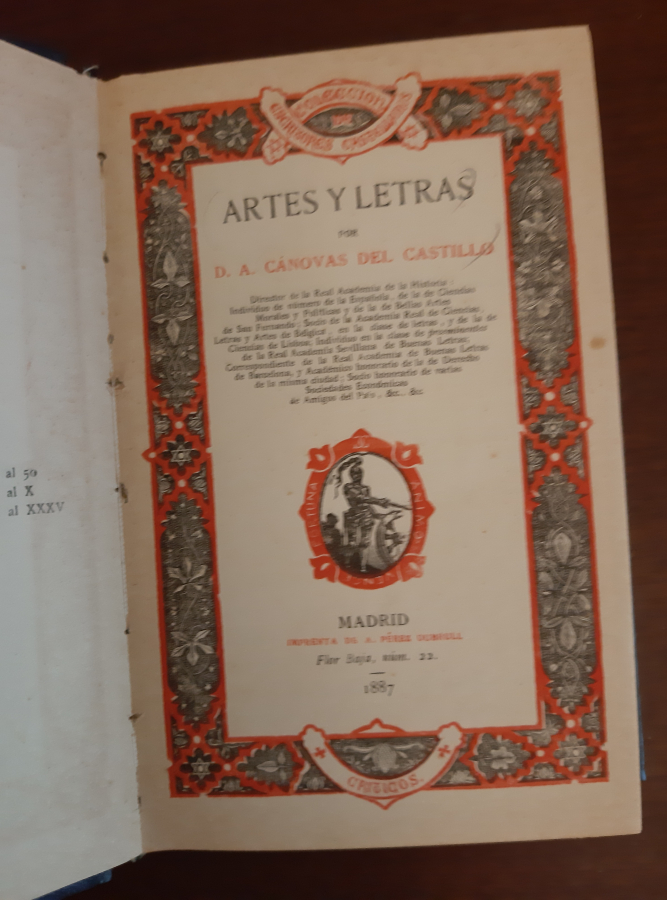 al 50
al X
al XXXV
COLECCION
DE
ESCRITORES CASTELLANOS
ARTES Y LETRAS
POR
D. A. CÁNOVAS DEL CASTILLO
Director de la Real Academia de la Historia;
Individuo de número de la Española, de la de Ciencias
Morales y Políticas y de la de Bellas Artes
de San Fernando; Socio de la Academia Real de Ciencias,
Letras y Artes de Bélgica, en la clase de letras, y de la de
Ciencias de Lisboa; Individuo en la clase de preeminentes
de la Real Academia Sevillana de Buenas Letras;
Correspondiente de la Real Academia de Buenas Letras
de Barcelona, y Académico honorario de la de Derecho
de la misma ciudad; Socio honorario de varias
Sociedades Económicas
de Amigos del País, &c., &c.
FORTUNA
MADRID
IMPRENTA DE A. PÉREZ DUBRULL
Flor Baja, núm. 22.
1887
CRITICOS.